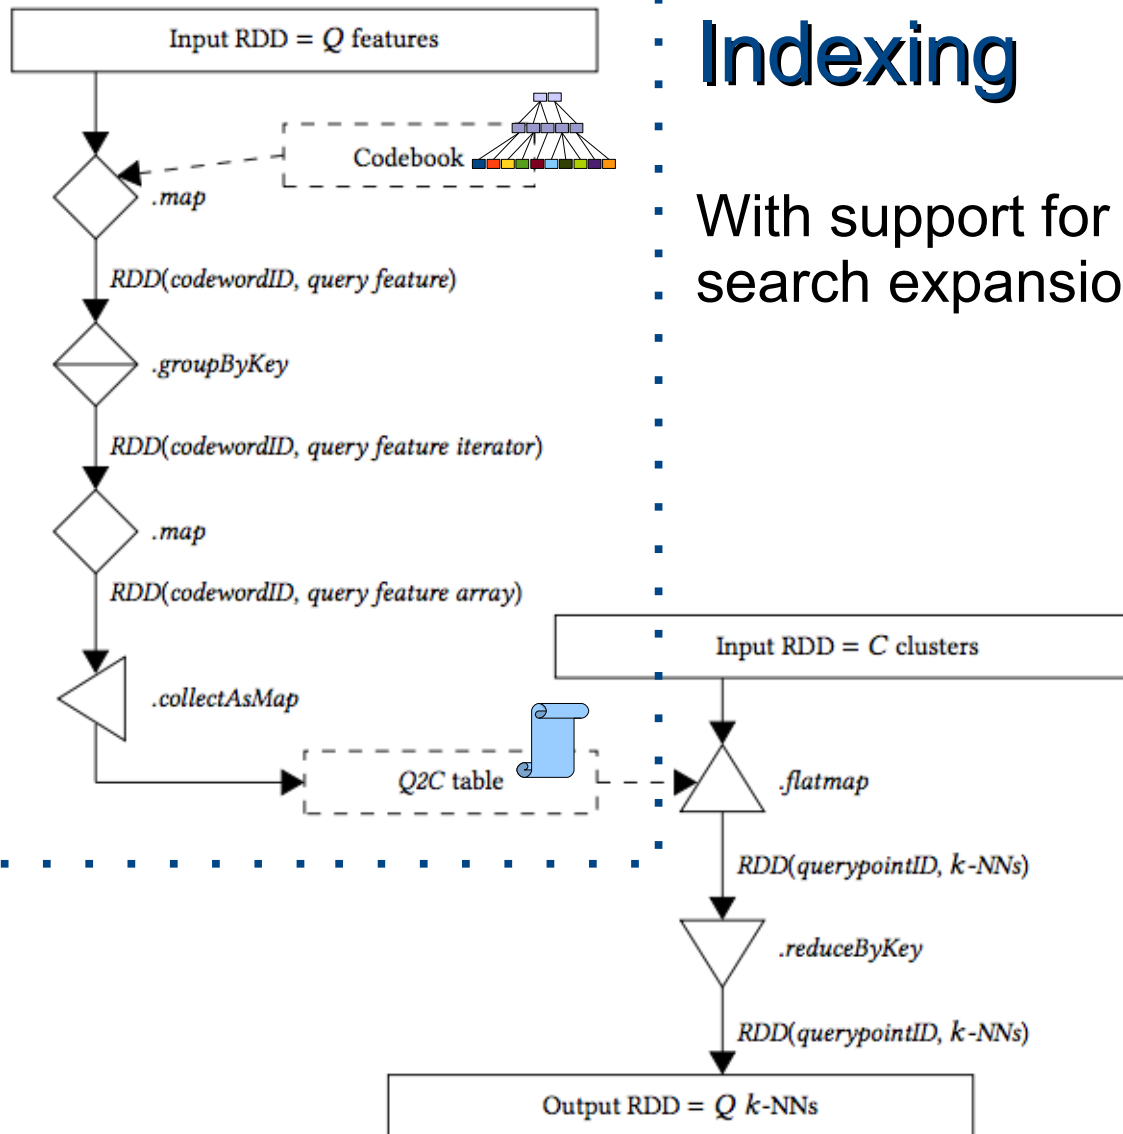 Input RDD = Q features
Codebook
.map
RDD(codewordID, query feature)
.groupByKey
RDD(codewordID, query feature iterator)
.map
RDD(codewordID, query feature array)
.collectAsMap
Q2C table
Indexing
With support for
search expansio
Input RDD = C clusters
.flatmap
RDD(querypointID, k-NNs)
.reduceByKey
RDD(querypointID, k-NNs)
Output RDD = Q k-NNs